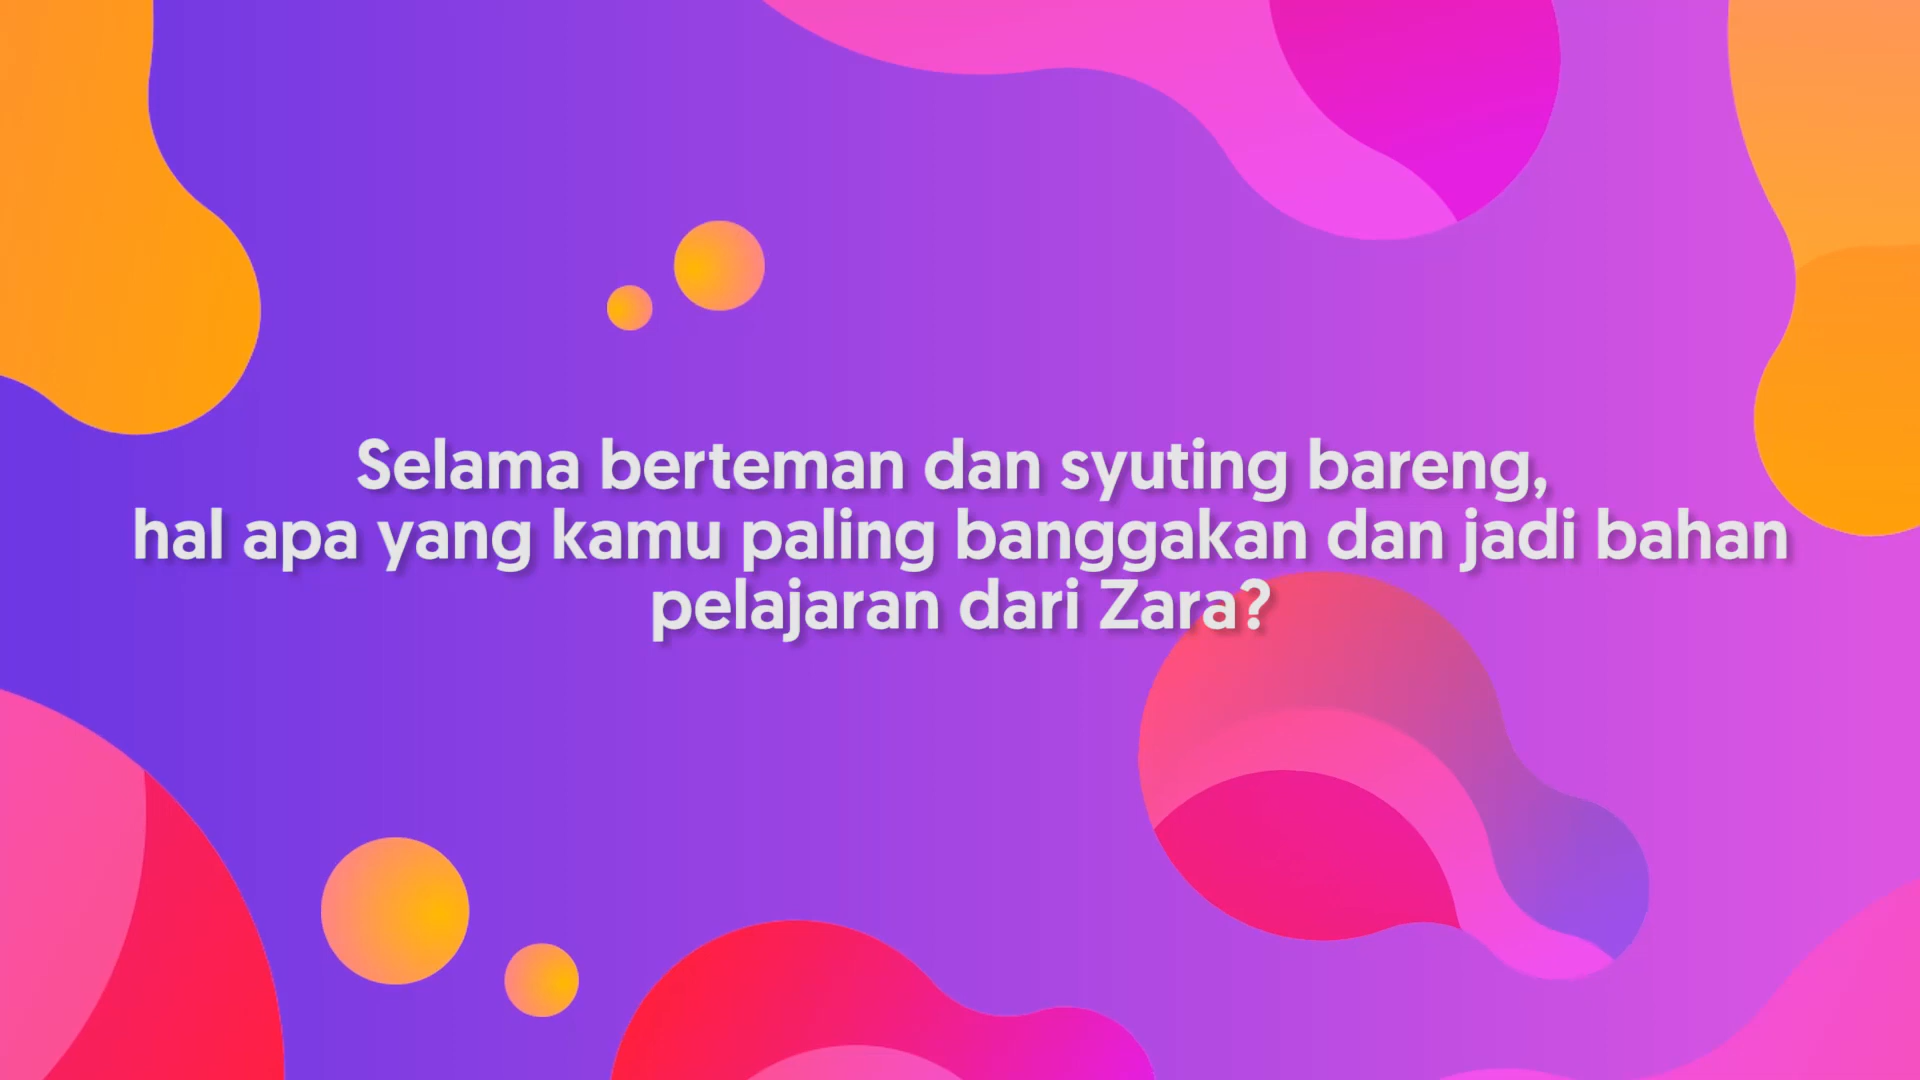 Selama berteman dan syuting bareng,
hal apa yang kamu paling banggakan dan jadi bahan
pelajaran dari Zara?